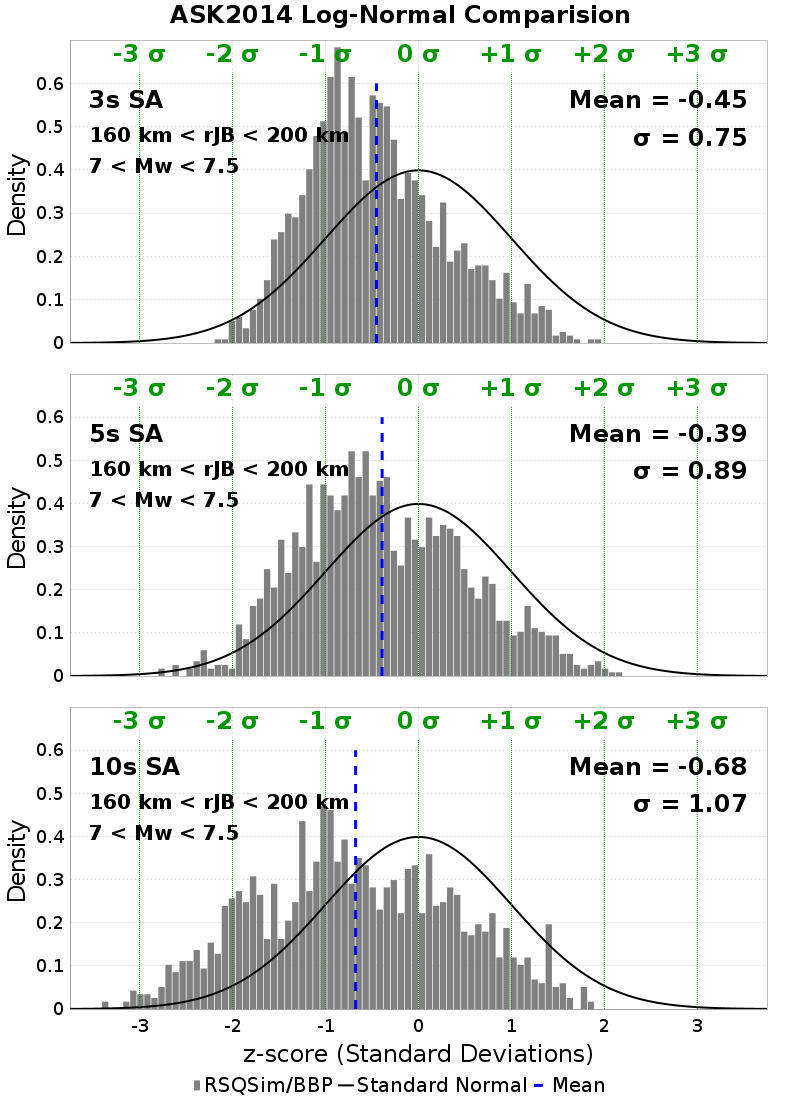 ASK2014 Log-Normal Comparision
-3 σ -2 σ -1 σ 0 σ +1 σ +2 σ +3 σ
3s SA
Mean = -0.45
160 km < rJB < 200 km
σ = 0.75
7 < Mw < 7.5
0.6
0.5
0.4
0.3
0.2
0.1
0
Density
-3 σ -2 σ -1 σ 0 σ +1 σ +2 σ +3 σ
5s SA
Mean = -0.39
160 km < rJB < 200 km
σ = 0.89
7 < Mw < 7.5
0.6
0.5
0.4
0.3
0.2
0.1
0
Density
-3 σ -2 σ -1 σ 0 σ +1 σ +2 σ +3 σ
10s SA
Mean = -0.68
160 km < rJB < 200 km
σ = 1.07
7 < Mw < 7.5
0.6
0.5
0.4
0.3
0.2
0.1
0
Density
-3 -2 -1 0 1 2 3
z-score (Standard Deviations)
RSQSim/BBP Standard Normal Mean